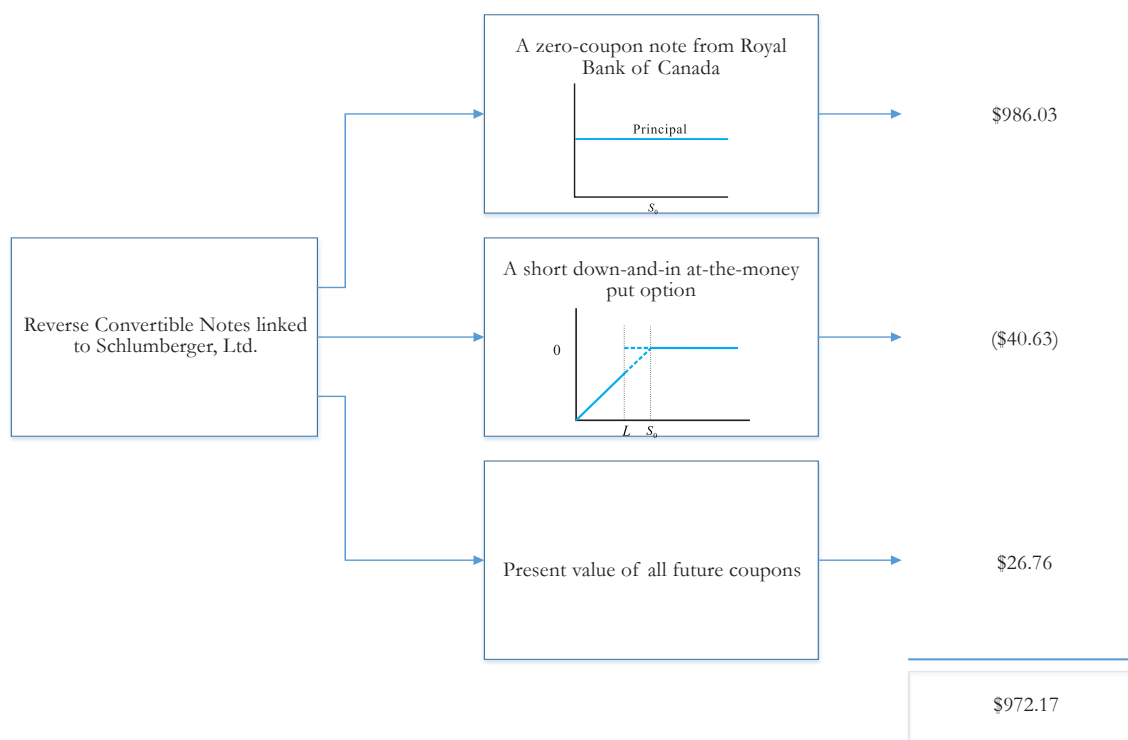 A zero-coupon note from Royal
Bank of Canada
Principal
S₀
$986.03
Reverse Convertible Notes linked
to Schlumberger, Ltd.
A short down-and-in at-the-money
put option
0
L S₀
($40.63)
Present value of all future coupons
$26.76
$972.17